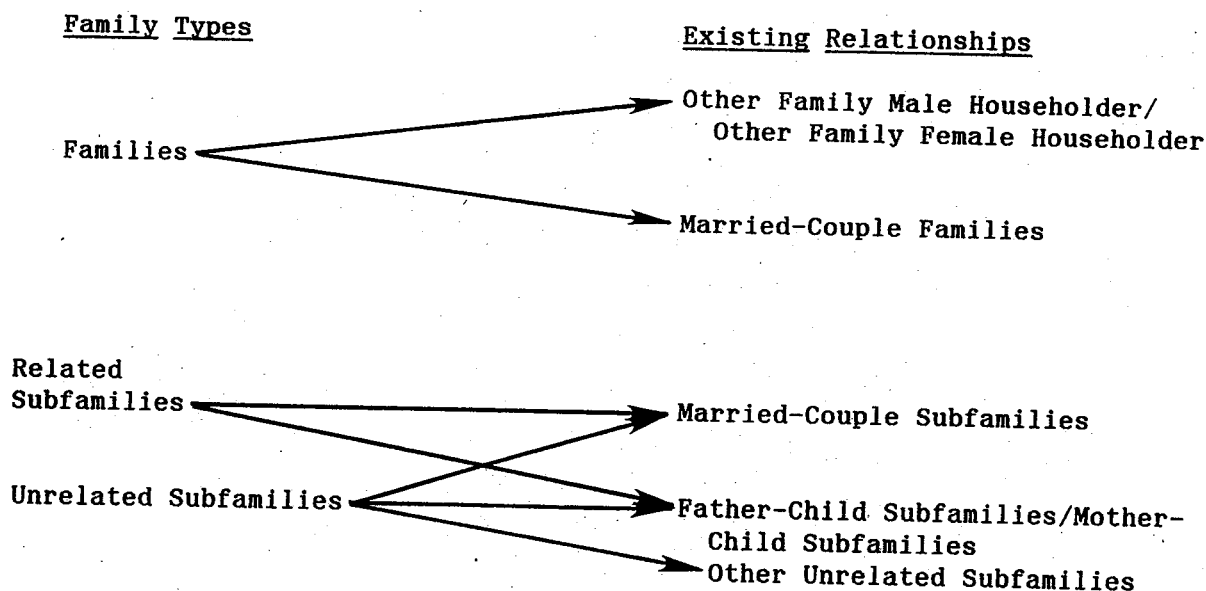 Family Types
Existing Relationships
Other Family Male Householder/
Other Family Female Householder
Families
Married-Couple Families
Related
Subfamilies
Married-Couple Subfamilies
Unrelated Subfamilies
Father-Child Subfamilies/Mother-
Child Subfamilies
Other Unrelated Subfamilies